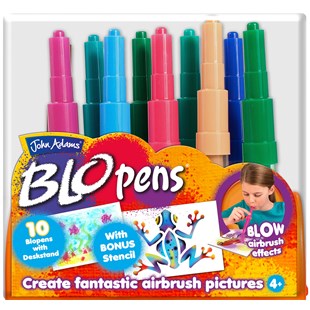 John Adams
BLO pens
10
Blopens
with
Deskstand
With
BONUS
Stencil
BLOW
airbrush
effects
Create fantastic airbrush pictures 4+